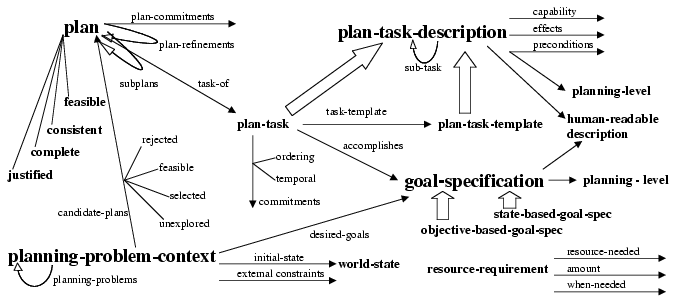 plan
plan-commitments
plan-refinements
subplans
task-of
feasible
consistent
complete
justified
plan-task-description
sub-task
capability
effects
preconditions
planning-level
human-readable
description
plan-task
task-template
plan-task-template
accomplishes
ordering
temporal
commitments
rejected
feasible
selected
unexplored
candidate-plans
goal-specification
planning - level
state-based-goal-spec
objective-based-goal-spec
desired-goals
planning-problem-context
planning-problems
initial-state
external constraints
world-state
resource-requirement
resource-needed
amount
when-needed